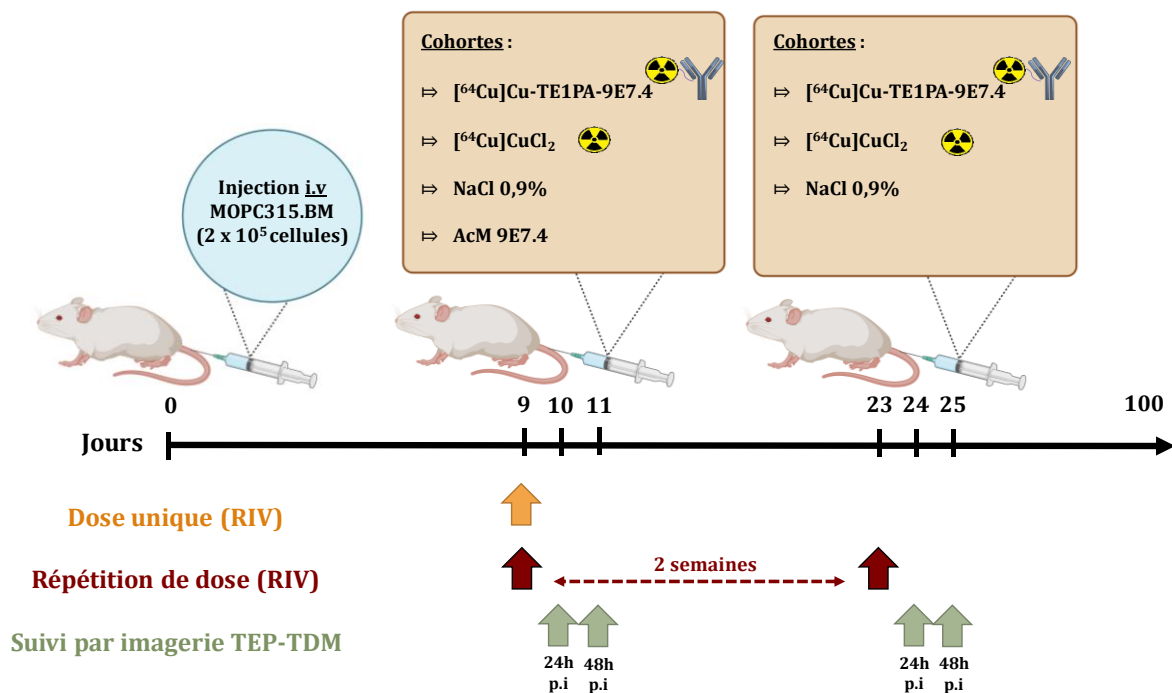 Injection i.v
MOPC315.BM
(2 x 10⁵ cellules)
Cohortes :
⤇ [⁶⁴Cu]Cu-TE1PA-9E7.4
⤇ [⁶⁴Cu]CuCl₂
⤇ NaCl 0,9%
⤇ AcM 9E7.4
Cohortes :
⤇ [⁶⁴Cu]Cu-TE1PA-9E7.4
⤇ [⁶⁴Cu]CuCl₂
⤇ NaCl 0,9%
0 9 10 11 23 24 25 100
Jours
Dose unique (RIV)
Répétition de dose (RIV)
2 semaines
Suivi par imagerie TEP-TDM
24h
p.i
48h
p.i
24h
p.i
48h
p.i